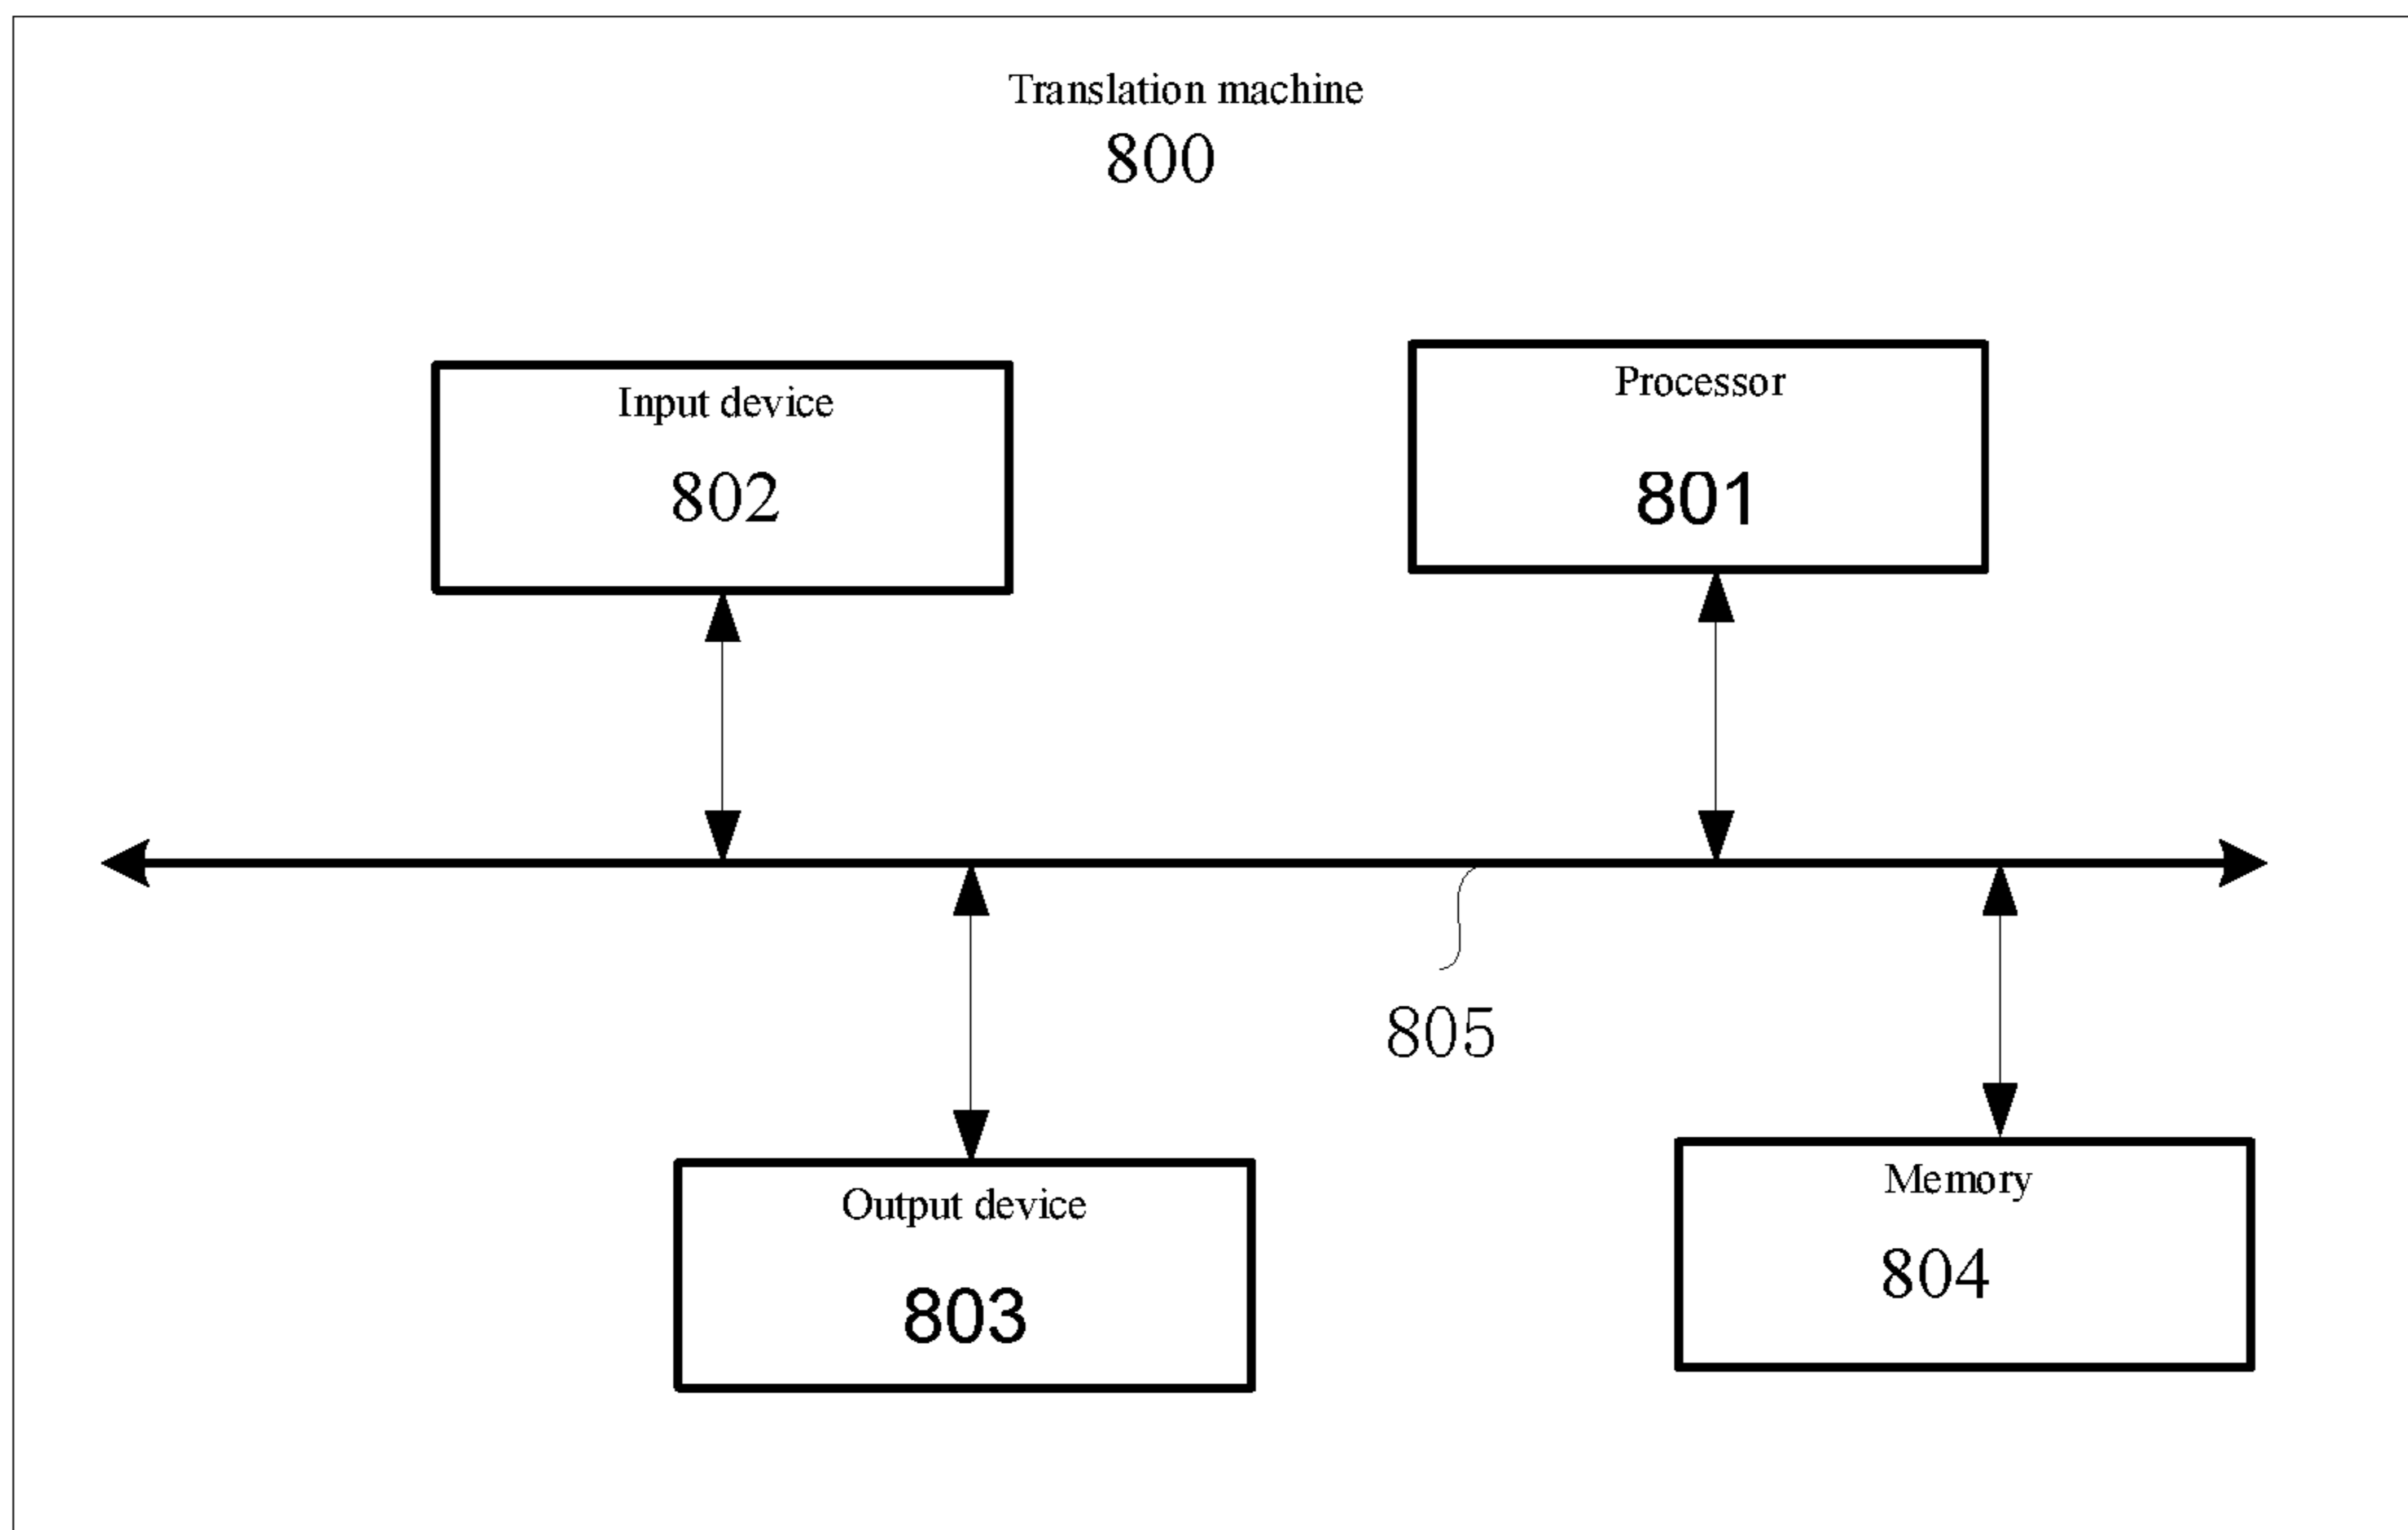 Translation machine
800
Input device
802
Processor
801
805
Output device
803
Memory
804